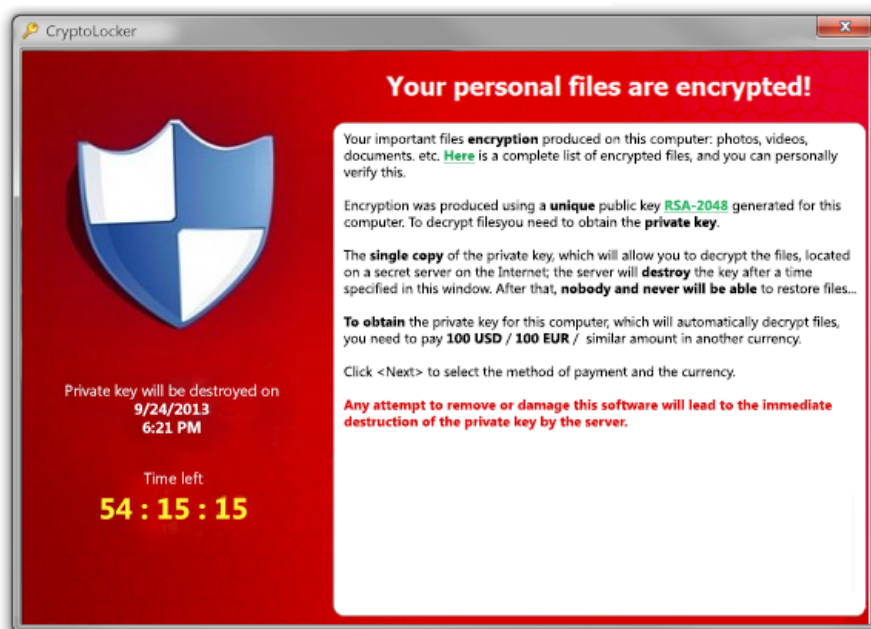 CryptoLocker
Your personal files are encrypted!
Your important files encryption produced on this computer: photos, videos,
documents. etc. Here is a complete list of encrypted files, and you can personally
verify this.
Encryption was produced using a unique public key RSA-2048 generated for this
computer. To decrypt filesyou need to obtain the private key.
The single copy of the private key, which will allow you to decrypt the files, located
on a secret server on the Internet; the server will destroy the key after a time
specified in this window. After that, nobody and never will be able to restore files...
To obtain the private key for this computer, which will automatically decrypt files,
you need to pay 100 USD / 100 EUR / similar amount in another currency.
Click <Next> to select the method of payment and the currency.
Any attempt to remove or damage this software will lead to the immediate
destruction of the private key by the server.
Private key will be destroyed on
9/24/2013
6:21 PM
Time left
54 : 15 : 15